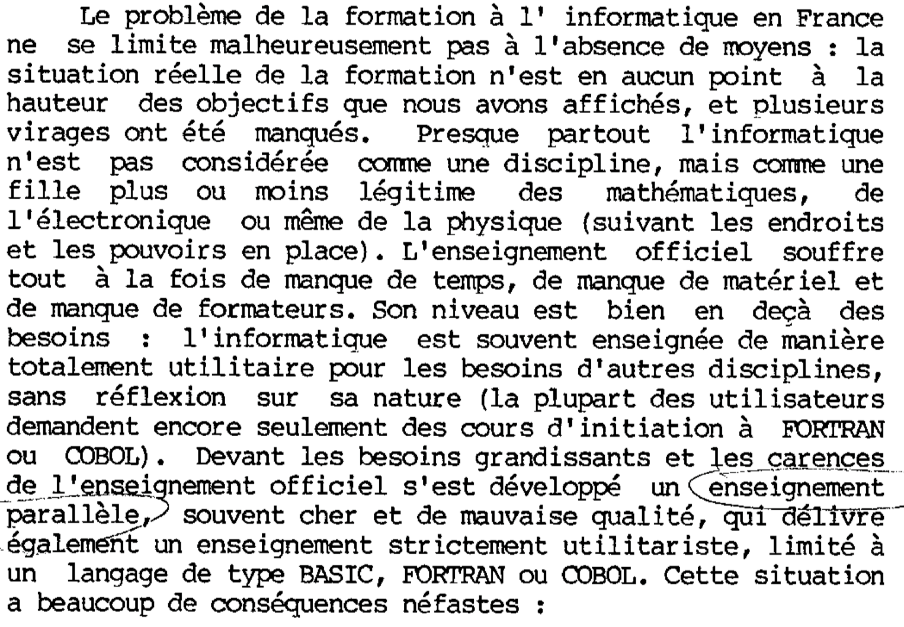 Le problème de la formation à l' informatique en France
ne se limite malheureusement pas à l'absence de moyens : la
situation réelle de la formation n'est en aucun point à la
hauteur des objectifs que nous avons affichés, et plusieurs
virages ont été manqués. Presque partout l'informatique
n'est pas considérée comme une discipline, mais comme une
fille plus ou moins légitime des mathématiques, de
l'électronique ou même de la physique (suivant les endroits
et les pouvoirs en place). L'enseignement officiel souffre
tout à la fois de manque de temps, de manque de matériel et
de manque de formateurs. Son niveau est bien en deçà des
besoins : l'informatique est souvent enseignée de manière
totalement utilitaire pour les besoins d'autres disciplines,
sans réflexion sur sa nature (la plupart des utilisateurs
demandent encore seulement des cours d'initiation à FORTRAN
ou COBOL). Devant les besoins grandissants et les carences
de l'enseignement officiel s'est développé un enseignement
parallèle, souvent cher et de mauvaise qualité, qui délivre
également un enseignement strictement utilitariste, limité à
un langage de type BASIC, FORTRAN ou COBOL. Cette situation
a beaucoup de conséquences néfastes :